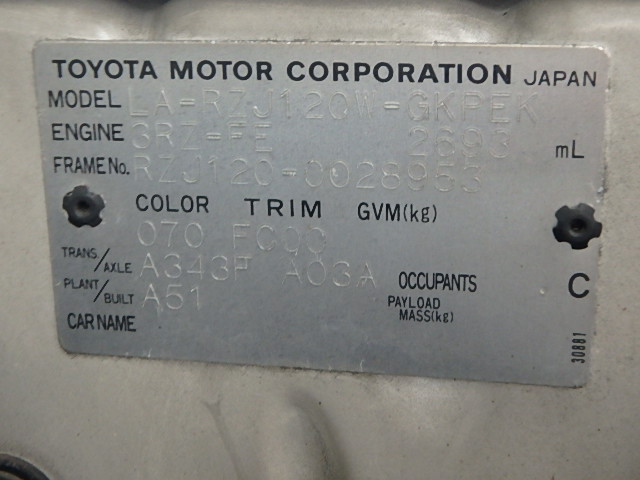 TOYOTA MOTOR CORPORATION JAPAN
MODEL LA-RZJ120W-GKPEK
ENGINE 3RZ-FE 2693 mL
FRAME No. RZJ120-0028953
COLOR TRIM GVM(kg)
070 FC00
TRANS/AXLE A343F A03A OCCUPANTS C
PLANT/BUILT A51 PAYLOAD MASS(kg)
CAR NAME
30881